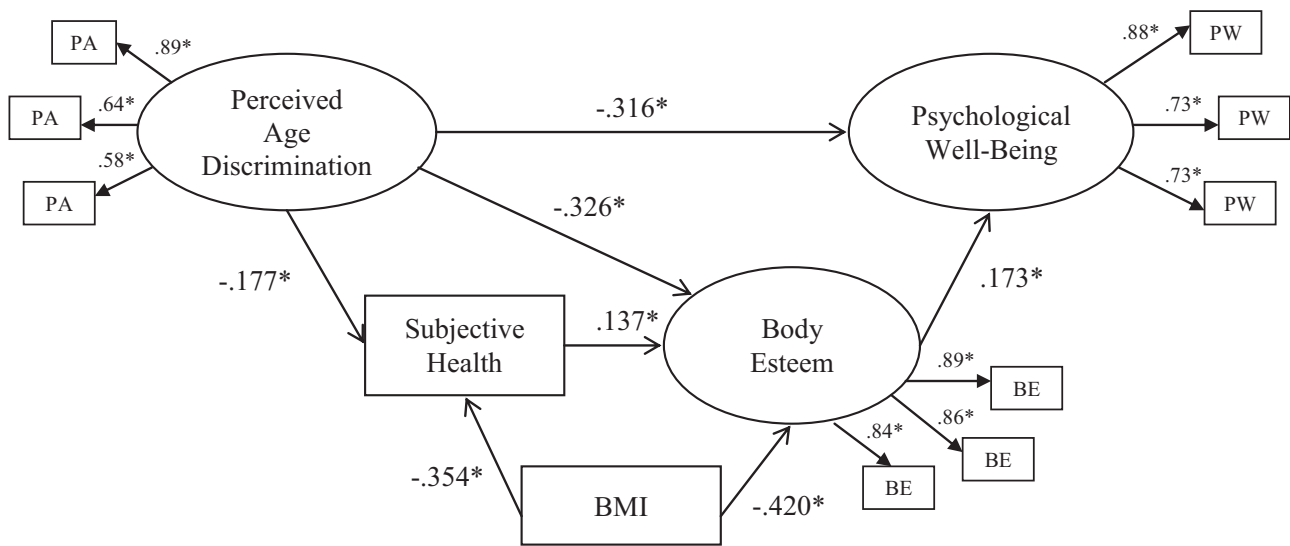 PA
PA
PA
.89*
.64*
.58*
Perceived
Age
Discrimination
-.316*
Psychological
Well-Being
.88*
.73*
.73*
PW
PW
PW
-.326*
-.177*
Subjective
Health
.137*
Body
Esteem
.173*
.89*
.86*
.84*
BE
BE
BE
-.354*
BMI
-.420*